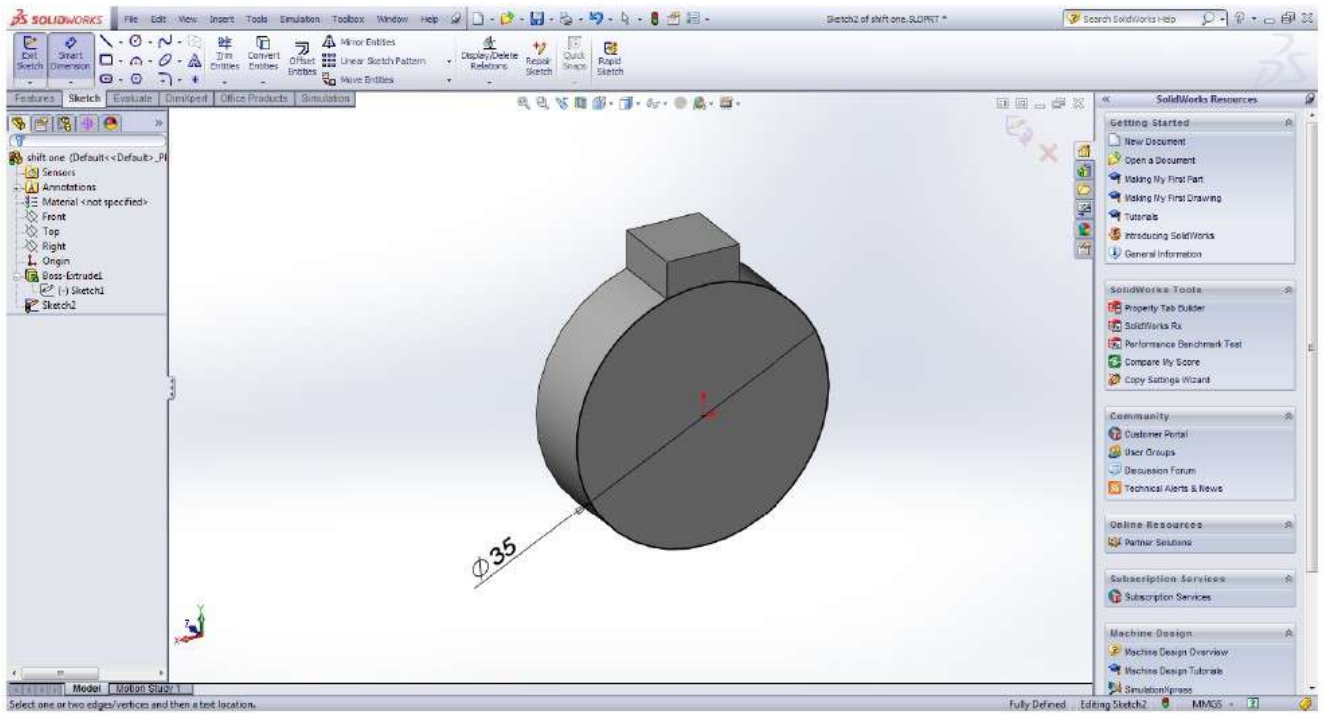 SOLIDWORKS File Edit View Insert Tools Simulation Toolbox Window Help Sketch2 of shift one.SLDPRT * Search SolidWorks Help
Exit Sketch
Smart Dimension
Trim Entities
Convert Entities
Offset Entities
Mirror Entities
Linear Sketch Pattern
Move Entities
Display/Delete Relations
Repair Sketch
Quick Snaps
Rapid Sketch
Features Sketch Evaluate DimXpert Office Products Simulation
shift one (Default<<Default>_P
Sensors
Annotations
Material <not specified>
Front
Top
Right
Origin
Boss-Extrude1
(-) Sketch1
Sketch2
Ø35
Y
Z
X
SolidWorks Resources
Getting Started
New Document
Open a Document
Making My First Part
Making My First Drawing
Tutorials
Introducing SolidWorks
General Information
SolidWorks Tools
Property Tab Builder
SolidWorks Rx
Performance Benchmark Test
Compare My Score
Copy Settings Wizard
Community
Customer Portal
User Groups
Discussion Forum
Technical Alerts & News
Online Resources
Partner Solutions
Subscription Services
Subscription Services
Machine Design
Machine Design Overview
Machine Design Tutorials
SimulationXpress
Model Motion Study 1
Select one or two edges/vertices and then a text location. Fully Defined Editing Sketch2 MMGS